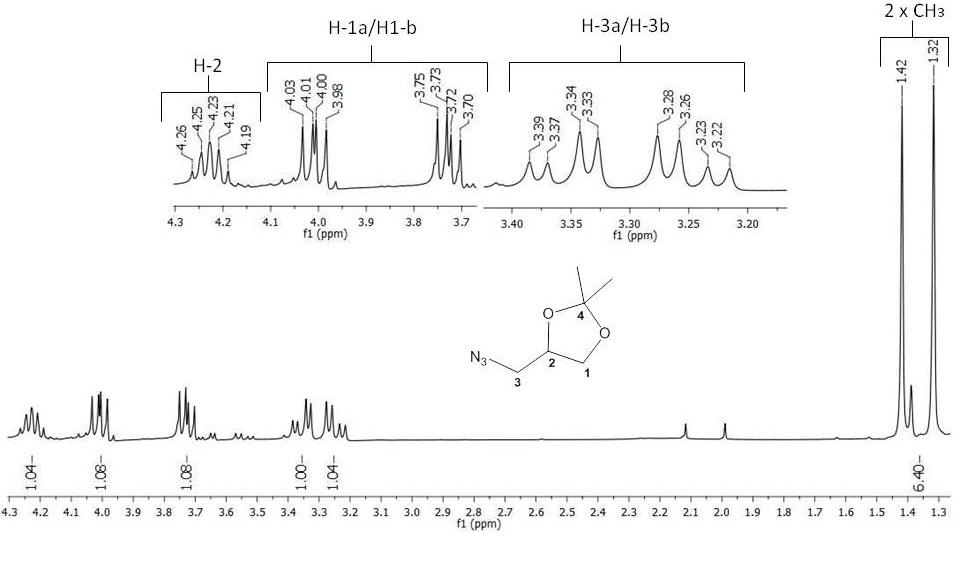 2 x CH₃
H-1a/H1-b
H-3a/H-3b
H-2
1.42
1.32
4.26
4.25
4.23
4.21
4.19
4.03
4.01
4.00
3.98
3.75
3.73
3.72
3.70
3.39
3.37
3.34
3.33
3.28
3.26
3.23
3.22
4.3 4.2 4.1 4.0 3.9 3.8 3.7
f1 (ppm)
3.40 3.35 3.30 3.25 3.20
f1 (ppm)
O 4
O
N₃ 2 1
3
1.04
1.08
1.08
1.00
1.04
6.40
4.3 4.2 4.1 4.0 3.9 3.8 3.7 3.6 3.5 3.4 3.3 3.2 3.1 3.0 2.9 2.8 2.7 2.6 2.5 2.4 2.3 2.2 2.1 2.0 1.9 1.8 1.7 1.6 1.5 1.4 1.3
f1 (ppm)